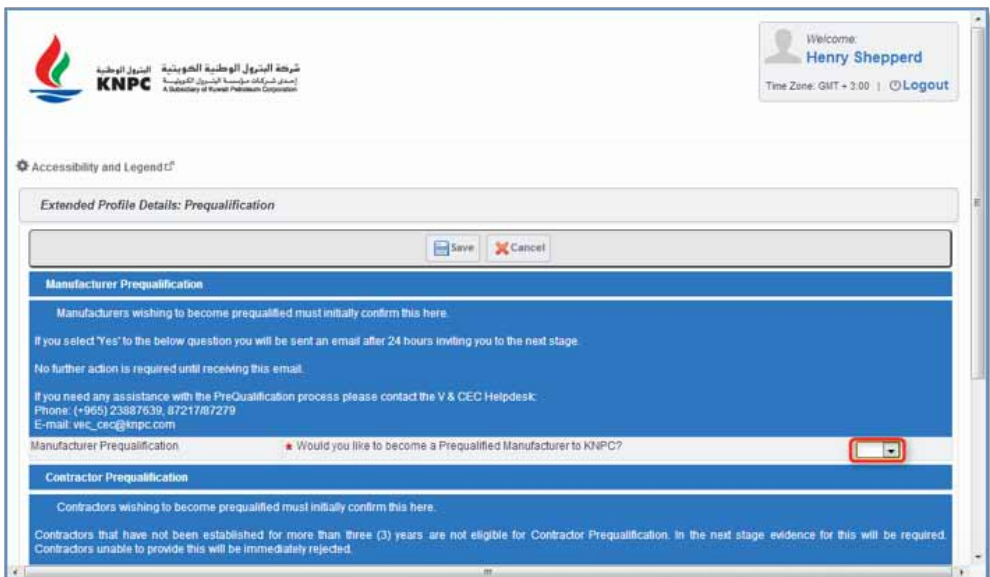 Welcome:
Henry Shepperd
Time Zone: GMT + 3:00 | Logout
البترول الوطنية
KNPC
شركة البترول الوطنية الكويتية
إحدى شركات مؤسسة البترول الكويتية
A Subsidiary of Kuwait Petroleum Corporation
Accessibility and Legend
Extended Profile Details: Prequalification
Save Cancel
Manufacturer Prequalification
Manufacturers wishing to become prequalified must initially confirm this here.
If you select 'Yes' to the below question you will be sent an email after 24 hours inviting you to the next stage.
No further action is required until receiving this email.
If you need any assistance with the PreQualification process please contact the V & CEC Helpdesk:
Phone: (+965) 23887639, 87217/87279
E-mail: vec_cec@knpc.com
Manufacturer Prequalification ★ Would you like to become a Prequalified Manufacturer to KNPC?
Contractor Prequalification
Contractors wishing to become prequalified must initially confirm this here.
Contractors that have not been established for more than three (3) years are not eligible for Contractor Prequalification. In the next stage evidence for this will be required.
Contractors unable to provide this will be immediately rejected.